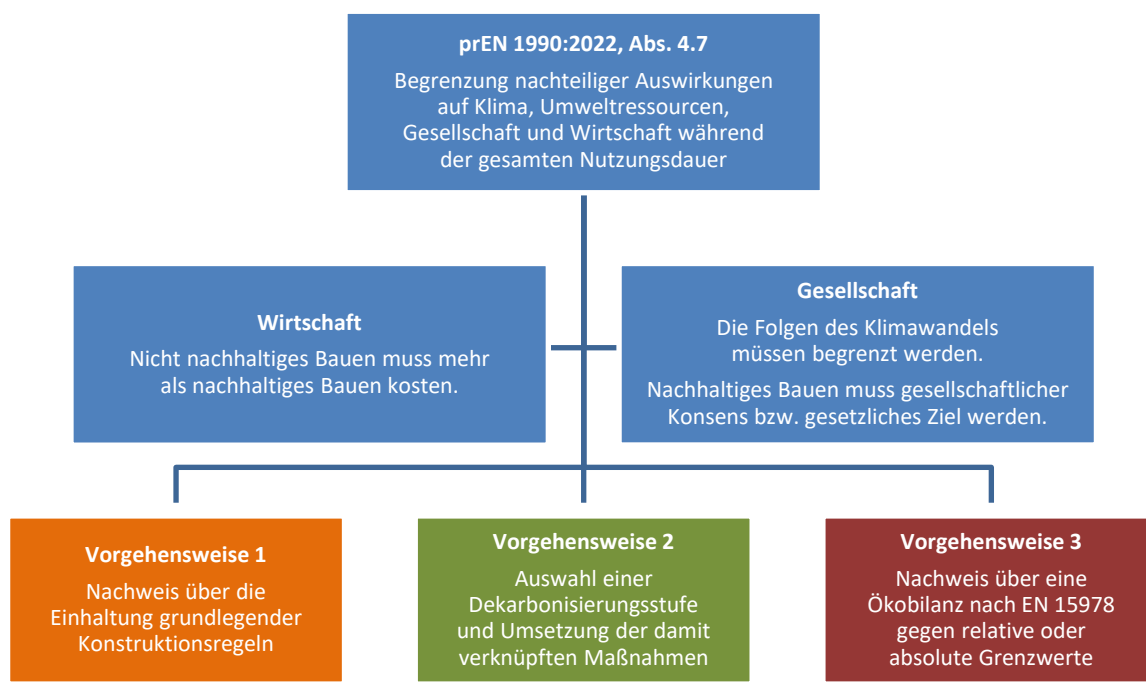 prEN 1990:2022, Abs. 4.7
Begrenzung nachteiliger Auswirkungen
auf Klima, Umweltressourcen,
Gesellschaft und Wirtschaft während
der gesamten Nutzungsdauer
Wirtschaft
Nicht nachhaltiges Bauen muss mehr
als nachhaltiges Bauen kosten.
Gesellschaft
Die Folgen des Klimawandels
müssen begrenzt werden.
Nachhaltiges Bauen muss gesellschaftlicher
Konsens bzw. gesetzliches Ziel werden.
Vorgehensweise 1
Nachweis über die
Einhaltung grundlegender
Konstruktionsregeln
Vorgehensweise 2
Auswahl einer
Dekarbonisierungsstufe
und Umsetzung der damit
verknüpften Maßnahmen
Vorgehensweise 3
Nachweis über eine
Ökobilanz nach EN 15978
gegen relative oder
absolute Grenzwerte